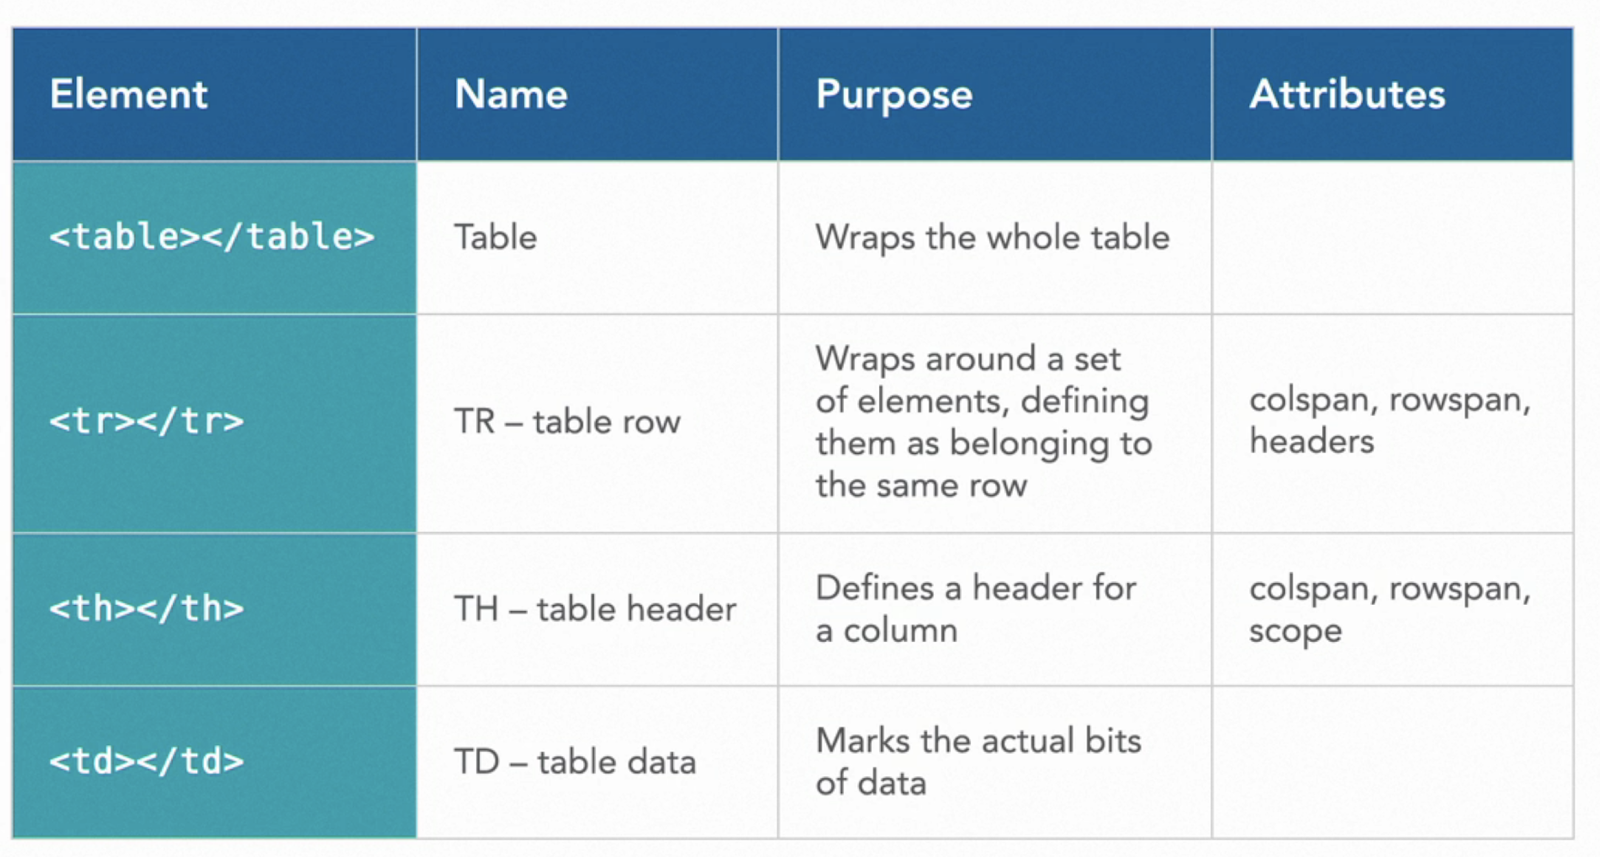 Element Name Purpose Attributes
<table></table> Table Wraps the whole table
<tr></tr> TR – table row
Wraps around a set
of elements, defining
them as belonging to
the same row
colspan, rowspan,
headers
<th></th> TH – table header
Defines a header for
a column
colspan, rowspan,
scope
<td></td> TD – table data
Marks the actual bits
of data